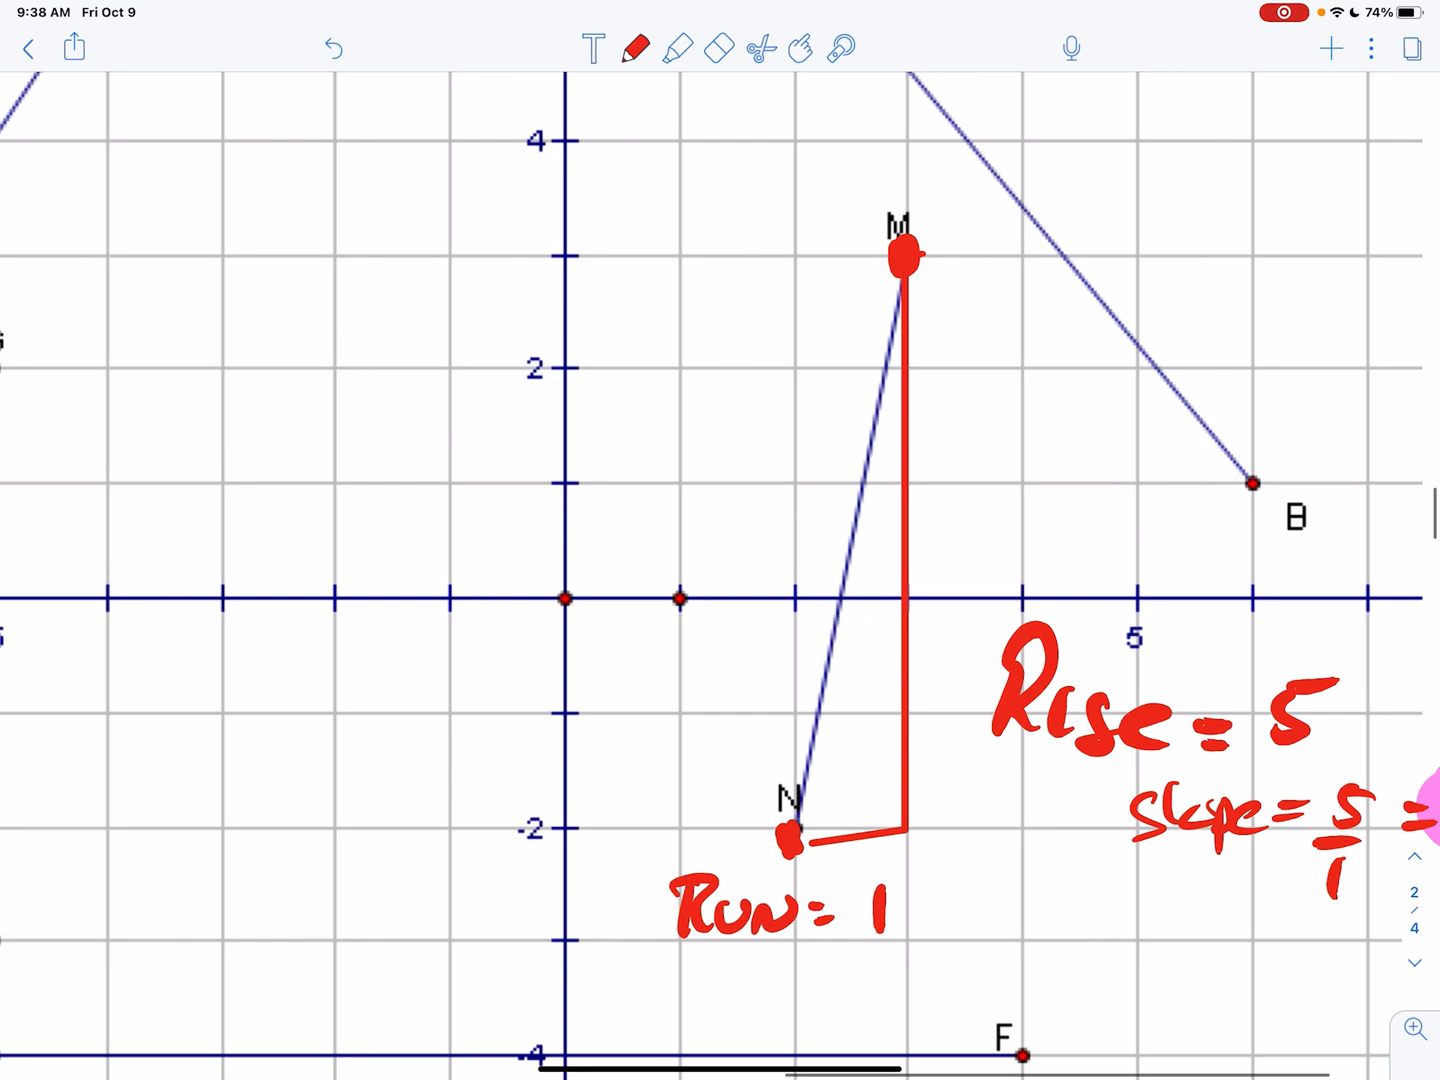 9:38 AM Fri Oct 9
74%
4
M
2
B
5
Rise = 5
N
slope = 5/1 =
-2
Run = 1
2
/
4
F
-4